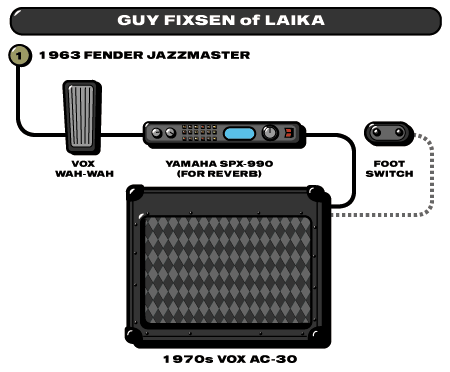 GUY FIXSEN of LAIKA
1 1963 FENDER JAZZMASTER
VOX
WAH-WAH
YAMAHA SPX-990
(FOR REVERB)
FOOT
SWITCH
1970s VOX AC-30